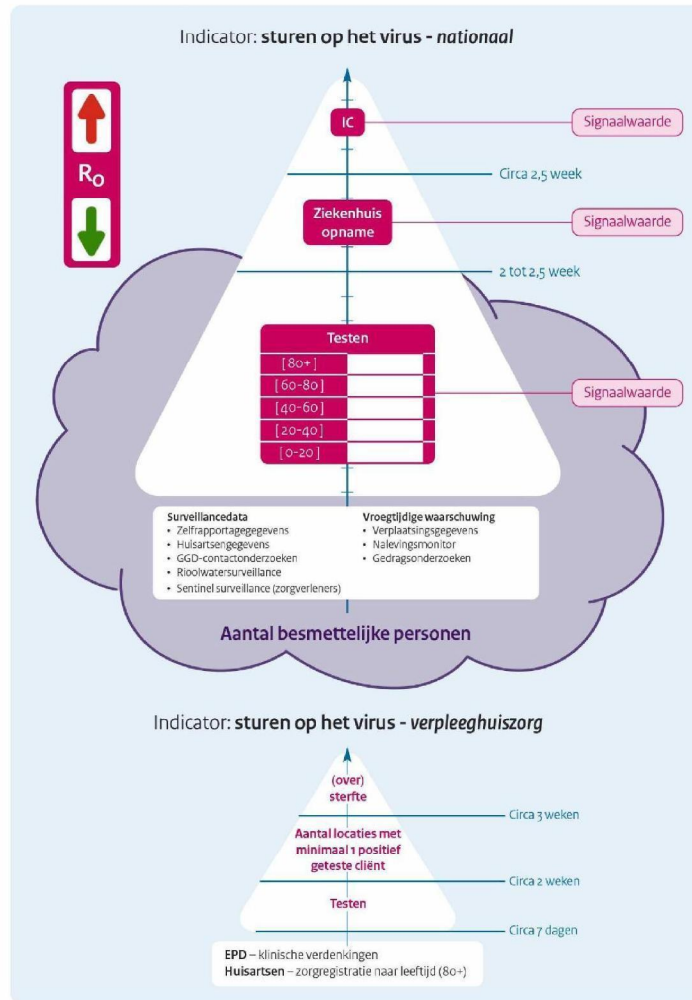 Indicator: sturen op het virus - nationaal
R0
IC
Signaalwaarde
Circa 2,5 week
Ziekenhuis
opname
Signaalwaarde
2 tot 2,5 week
Testen
[80+]
[60-80]
[40-60]
[20-40]
[0-20]
Signaalwaarde
Surveillancedata
• Zelfrapportagegegevens
• Huisartsengegevens
• GGD-contactonderzoeken
• Rioolwatersurveillance
• Sentinel surveillance (zorgverleners)
Vroegtijdige waarschuwing
• Verplaatsingsgegevens
• Nalevingsmonitor
• Gedragsonderzoeken
Aantal besmettelijke personen
Indicator: sturen op het virus - verpleeghuiszorg
(over)
sterfte
Circa 3 weken
Aantal locaties met
minimaal 1 positief
geteste cliënt
Circa 2 weken
Testen
Circa 7 dagen
EPD – klinische verdenkingen
Huisartsen – zorgregistratie naar leeftijd (80+)